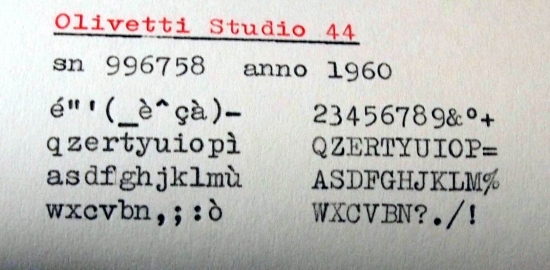 Olivetti Studio 44
sn 996758 anno 1960
é"'(_è^çà)- 23456789&º+
qzertyuiopì QZERTYUIOP=
asdfghjklmù ASDFGHJKLM%
wxcvbn,;:ò WXCVBN?./!